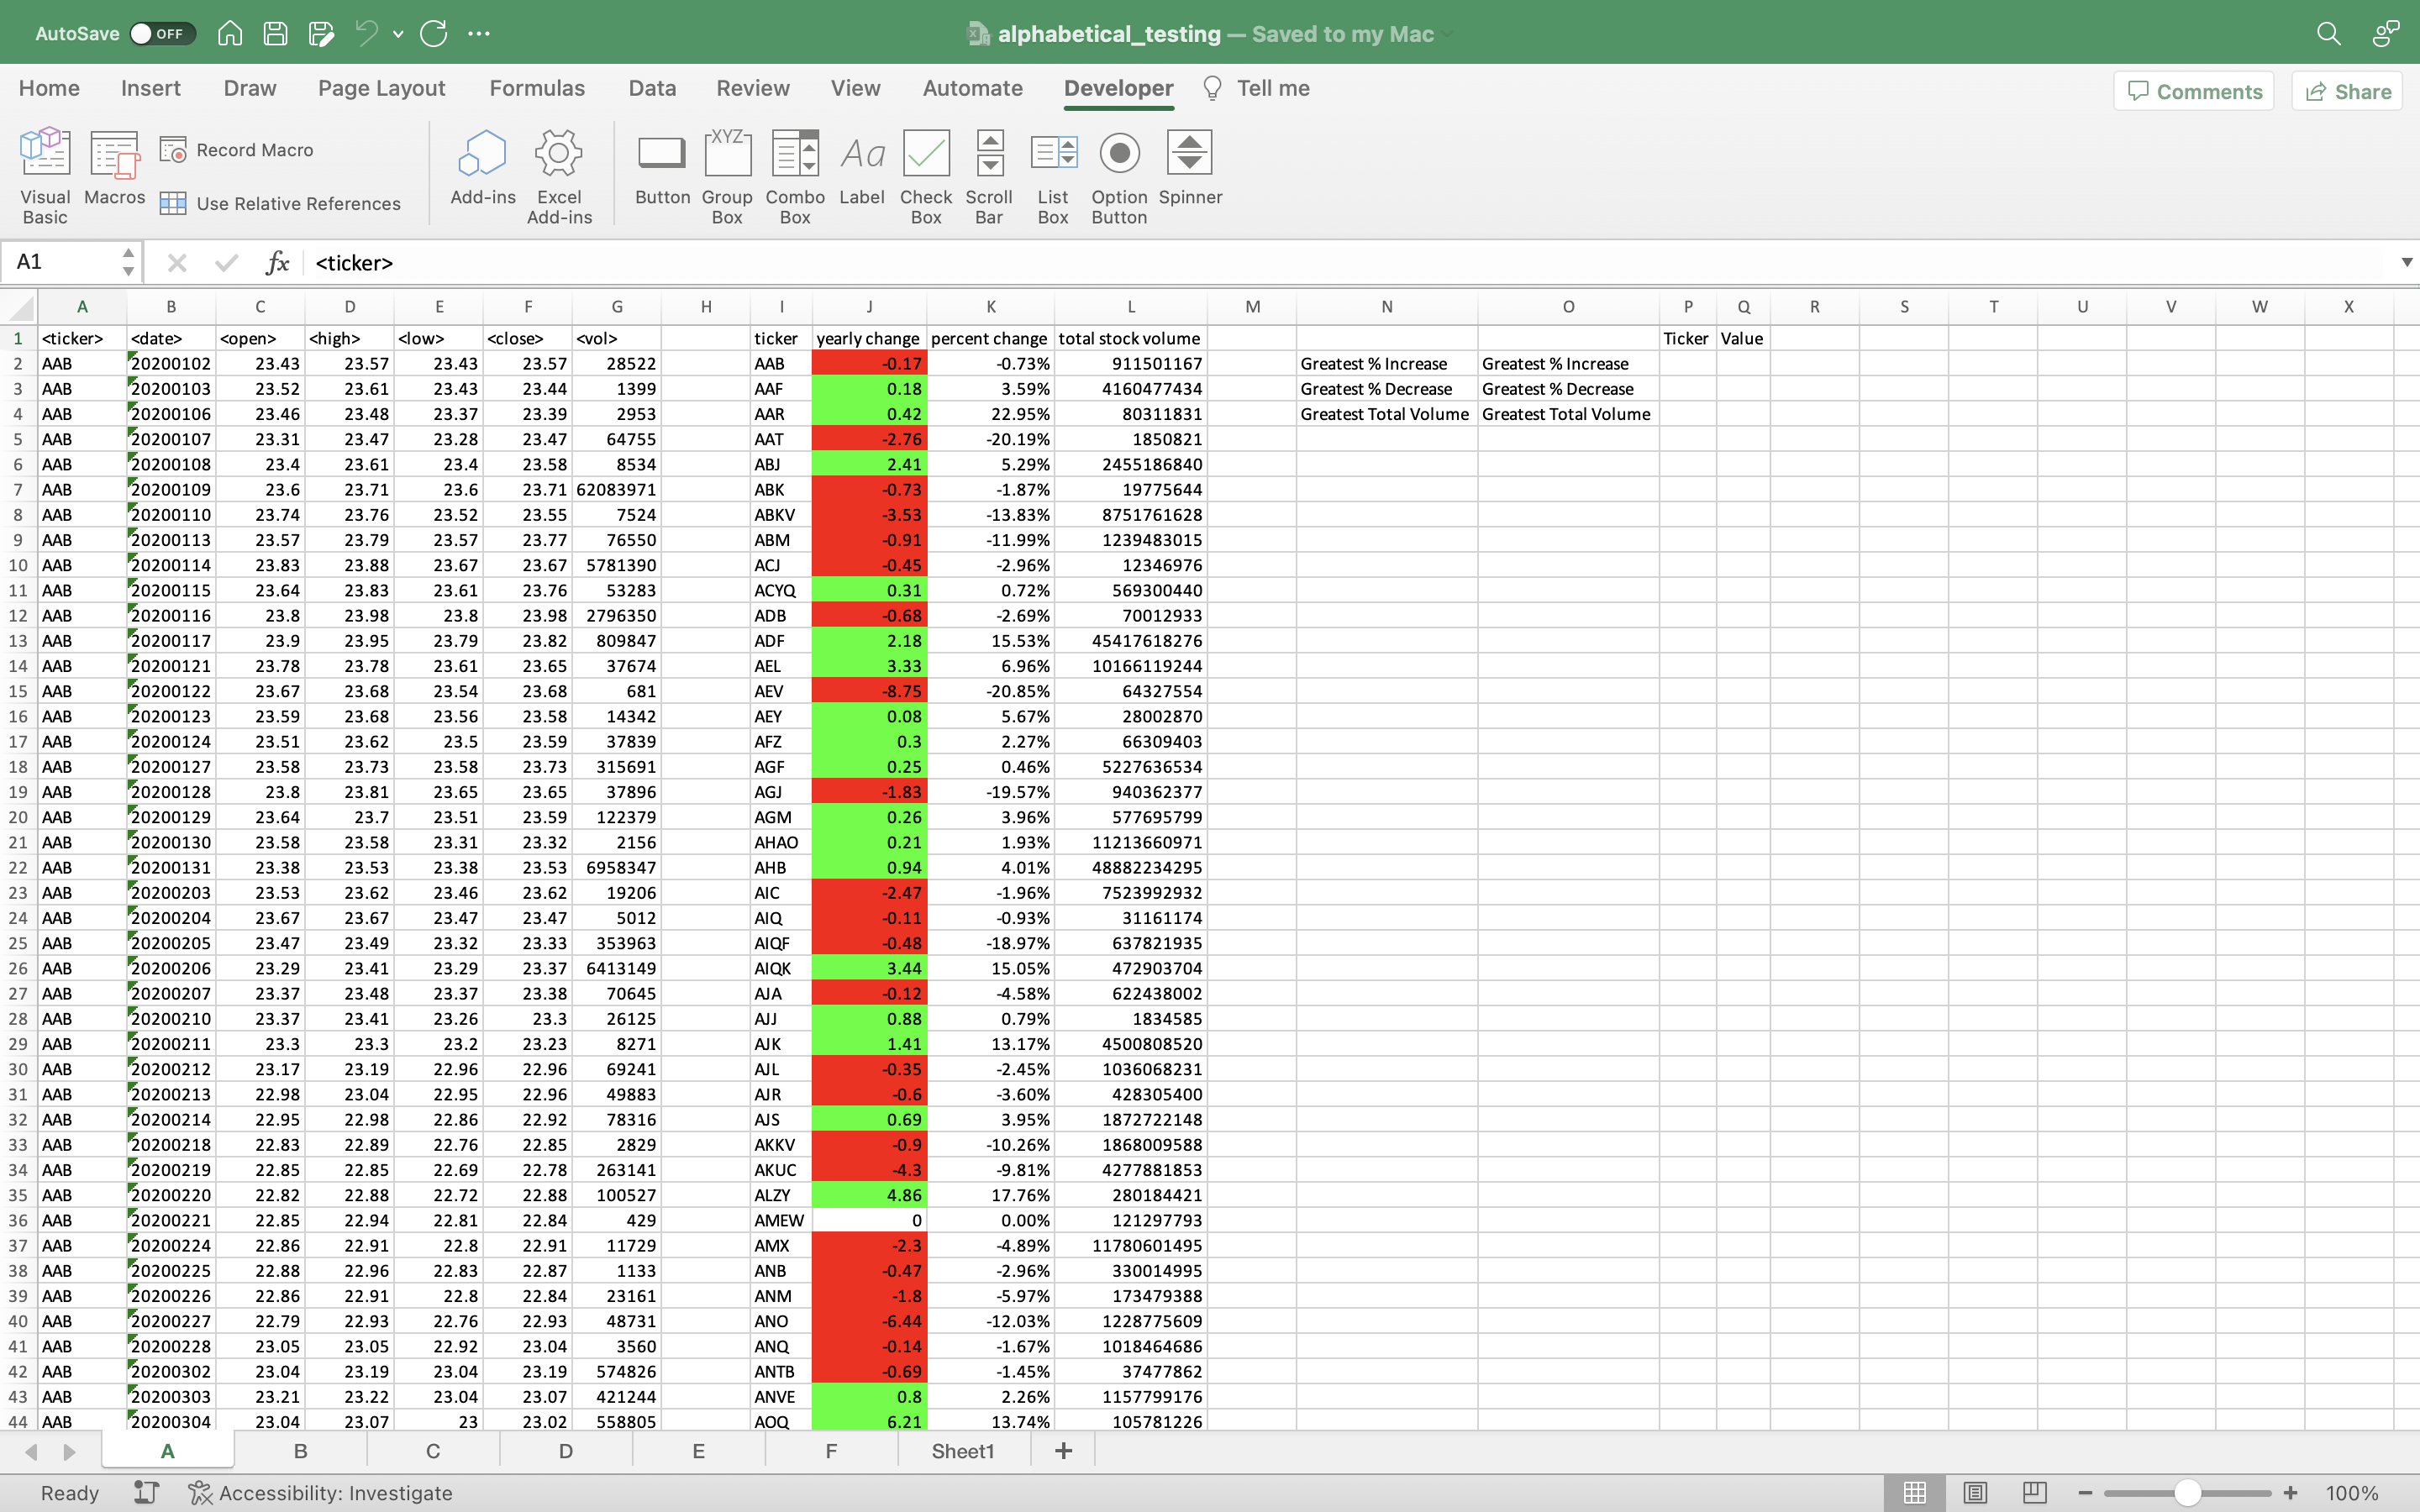 AutoSave OFF alphabetical_testing — Saved to my Mac
Home Insert Draw Page Layout Formulas Data Review View Automate Developer Tell me Comments Share
Visual Basic Macros Record Macro Use Relative References Add-ins Excel Add-ins Button XYZ Group Box Combo Box Aa Label Check Box Scroll Bar List Box Option Button Spinner
A1 fx <ticker>
A B C D E F G H I J K L M N O P Q R S T U V W X
1 <ticker> <date> <open> <high> <low> <close> <vol> ticker yearly change percent change total stock volume Ticker Value
2 AAB 20200102 23.43 23.57 23.43 23.57 28522 AAB -0.17 -0.73% 911501167 Greatest % Increase Greatest % Increase
3 AAB 20200103 23.52 23.61 23.43 23.44 1399 AAF 0.18 3.59% 4160477434 Greatest % Decrease Greatest % Decrease
4 AAB 20200106 23.46 23.48 23.37 23.39 2953 AAR 0.42 22.95% 80311831 Greatest Total Volume Greatest Total Volume
5 AAB 20200107 23.31 23.47 23.28 23.47 64755 AAT -2.76 -20.19% 1850821
6 AAB 20200108 23.4 23.61 23.4 23.58 8534 ABJ 2.41 5.29% 2455186840
7 AAB 20200109 23.6 23.71 23.6 23.71 62083971 ABK -0.73 -1.87% 19775644
8 AAB 20200110 23.74 23.76 23.52 23.55 7524 ABKV -3.53 -13.83% 8751761628
9 AAB 20200113 23.57 23.79 23.57 23.77 76550 ABM -0.91 -11.99% 1239483015
10 AAB 20200114 23.83 23.88 23.67 23.67 5781390 ACJ -0.45 -2.96% 12346976
11 AAB 20200115 23.64 23.83 23.61 23.76 53283 ACYQ 0.31 0.72% 569300440
12 AAB 20200116 23.8 23.98 23.8 23.98 2796350 ADB -0.68 -2.69% 70012933
13 AAB 20200117 23.9 23.95 23.79 23.82 809847 ADF 2.18 15.53% 45417618276
14 AAB 20200121 23.78 23.78 23.61 23.65 37674 AEL 3.33 6.96% 10166119244
15 AAB 20200122 23.67 23.68 23.54 23.68 681 AEV -8.75 -20.85% 64327554
16 AAB 20200123 23.59 23.68 23.56 23.58 14342 AEY 0.08 5.67% 28002870
17 AAB 20200124 23.51 23.62 23.5 23.59 37839 AFZ 0.3 2.27% 66309403
18 AAB 20200127 23.58 23.73 23.58 23.73 315691 AGF 0.25 0.46% 5227636534
19 AAB 20200128 23.8 23.81 23.65 23.65 37896 AGJ -1.83 -19.57% 940362377
20 AAB 20200129 23.64 23.7 23.51 23.59 122379 AGM 0.26 3.96% 577695799
21 AAB 20200130 23.58 23.58 23.31 23.32 2156 AHAO 0.21 1.93% 11213660971
22 AAB 20200131 23.38 23.53 23.38 23.53 6958347 AHB 0.94 4.01% 48882234295
23 AAB 20200203 23.53 23.62 23.46 23.62 19206 AIC -2.47 -1.96% 7523992932
24 AAB 20200204 23.67 23.67 23.47 23.47 5012 AIQ -0.11 -0.93% 31161174
25 AAB 20200205 23.47 23.49 23.32 23.33 353963 AIQF -0.48 -18.97% 637821935
26 AAB 20200206 23.29 23.41 23.29 23.37 6413149 AIQK 3.44 15.05% 472903704
27 AAB 20200207 23.37 23.48 23.37 23.38 70645 AJA -0.12 -4.58% 622438002
28 AAB 20200210 23.37 23.41 23.26 23.3 26125 AJJ 0.88 0.79% 1834585
29 AAB 20200211 23.3 23.3 23.2 23.23 8271 AJK 1.41 13.17% 4500808520
30 AAB 20200212 23.17 23.19 22.96 22.96 69241 AJL -0.35 -2.45% 1036068231
31 AAB 20200213 22.98 23.04 22.95 22.96 49883 AJR -0.6 -3.60% 428305400
32 AAB 20200214 22.95 22.98 22.86 22.92 78316 AJS 0.69 3.95% 1872722148
33 AAB 20200218 22.83 22.89 22.76 22.85 2829 AKKV -0.9 -10.26% 1868009588
34 AAB 20200219 22.85 22.85 22.69 22.78 263141 AKUC -4.3 -9.81% 4277881853
35 AAB 20200220 22.82 22.88 22.72 22.88 100527 ALZY 4.86 17.76% 280184421
36 AAB 20200221 22.85 22.94 22.81 22.84 429 AMEW 0 0.00% 121297793
37 AAB 20200224 22.86 22.91 22.8 22.91 11729 AMX -2.3 -4.89% 11780601495
38 AAB 20200225 22.88 22.96 22.83 22.87 1133 ANB -0.47 -2.96% 330014995
39 AAB 20200226 22.86 22.91 22.8 22.84 23161 ANM -1.8 -5.97% 173479388
40 AAB 20200227 22.79 22.93 22.76 22.93 48731 ANO -6.44 -12.03% 1228775609
41 AAB 20200228 23.05 23.05 22.92 23.04 3560 ANQ -0.14 -1.67% 1018464686
42 AAB 20200302 23.04 23.19 23.04 23.19 574826 ANTB -0.69 -1.45% 37477862
43 AAB 20200303 23.21 23.22 23.04 23.07 421244 ANVE 0.8 2.26% 1157799176
44 AAB 20200304 23.04 23.07 23 23.02 558805 AOQ 6.21 13.74% 105781226
A B C D E F Sheet1 +
Ready Accessibility: Investigate 100%